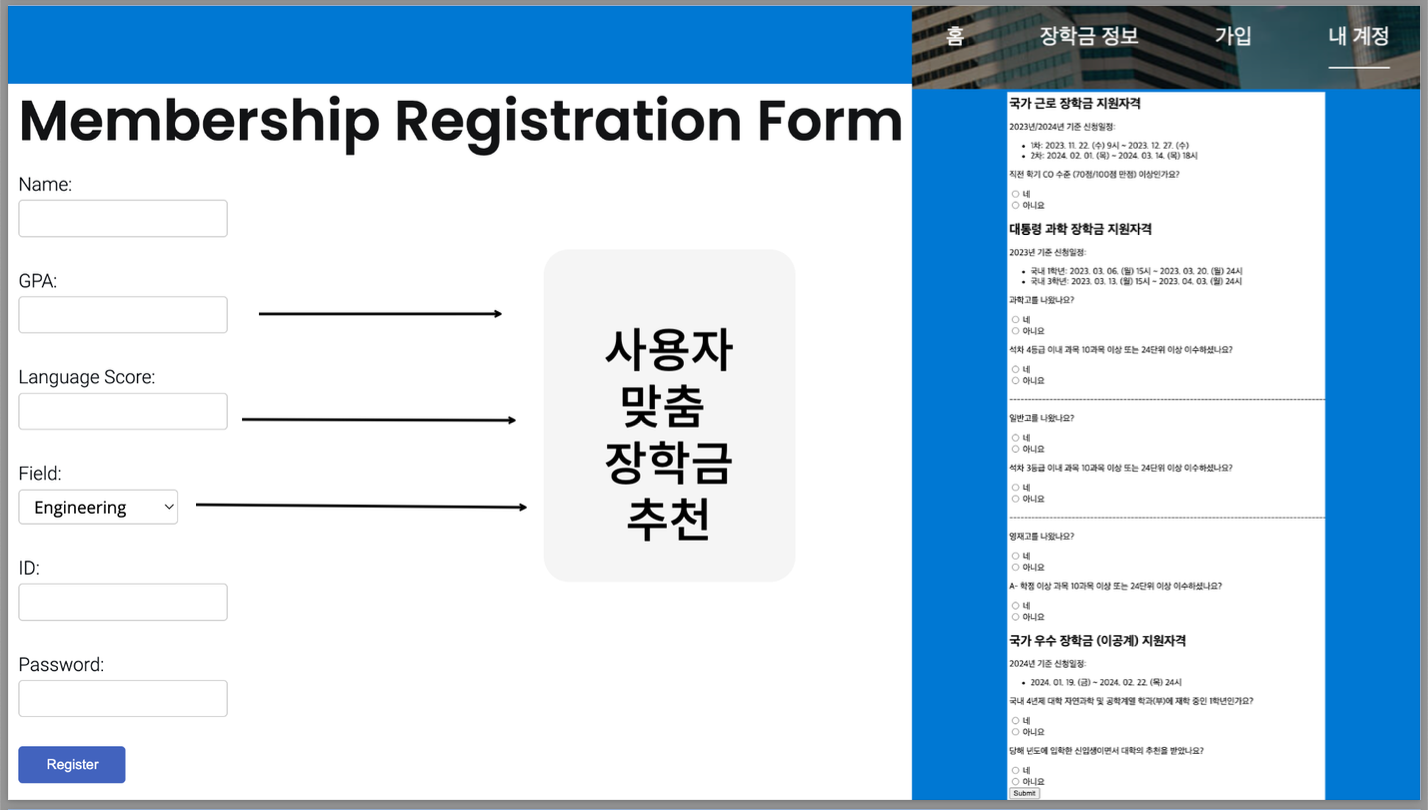 홈 장학금 정보 가입 내 계정
Membership Registration Form
Name:
GPA:
Language Score:
Field:
Engineering
ID:
Password:
Register
사용자
맞춤
장학금
추천
국가 근로 장학금 지원자격
2023년/2024년 기준 신청일정:
1차: 2023. 11. 22. (수) 9시 ~ 2023. 12. 27. (수)
2차: 2024. 02. 01. (목) ~ 2024. 03. 14. (목) 18시
직전 학기 C0 수준 (70점/100점 만점) 이상인가요?
네
아니요
대통령 과학 장학금 지원자격
2023년 기준 신청일정:
국내 1학년: 2023. 03. 06. (월) 15시 ~ 2023. 03. 20. (월) 24시
국내 3학년: 2023. 03. 13. (월) 15시 ~ 2023. 04. 03. (월) 24시
과학고를 나왔나요?
네
아니요
석차 4등급 이내 과목 10과목 이상 또는 24단위 이상 이수하셨나요?
네
아니요
일반고를 나왔나요?
네
아니요
석차 3등급 이내 과목 10과목 이상 또는 24단위 이상 이수하셨나요?
네
아니요
영재고를 나왔나요?
네
아니요
A- 학점 이상 과목 10과목 이상 또는 24단위 이상 이수하셨나요?
네
아니요
국가 우수 장학금 (이공계) 지원자격
2024년 기준 신청일정:
2024. 01. 19. (금) ~ 2024. 02. 22. (목) 24시
국내 4년제 대학 자연과학 및 공학계열 학과(부)에 재학 중인 1학년인가요?
네
아니요
당해 년도에 입학한 신입생이면서 대학의 추천을 받았나요?
네
아니요
Submit